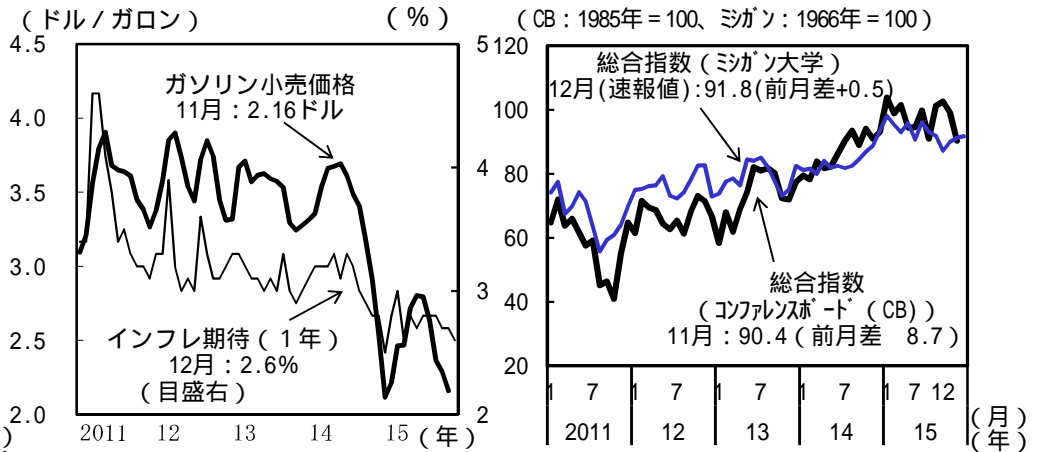 (ドル/ガロン)
(%)
4.5
4.0
3.5
3.0
2.5
2.0
5
4
3
2
ガソリン小売価格
11月:2.16ドル
インフレ期待(1年)
12月:2.6%
(目盛右)
2011 12 13 14 15 (年)
)
(CB:1985年=100、ミシガン:1966年=100)
120
100
80
60
40
20
総合指数(ミシガン大学)
12月(速報値):91.8(前月差+0.5)
総合指数
(コンファレンスボード(CB))
11月:90.4(前月差 8.7)
1 7 1 7 1 7 1 7 1 7 12
(月)
2011 12 13 14 15
(年)